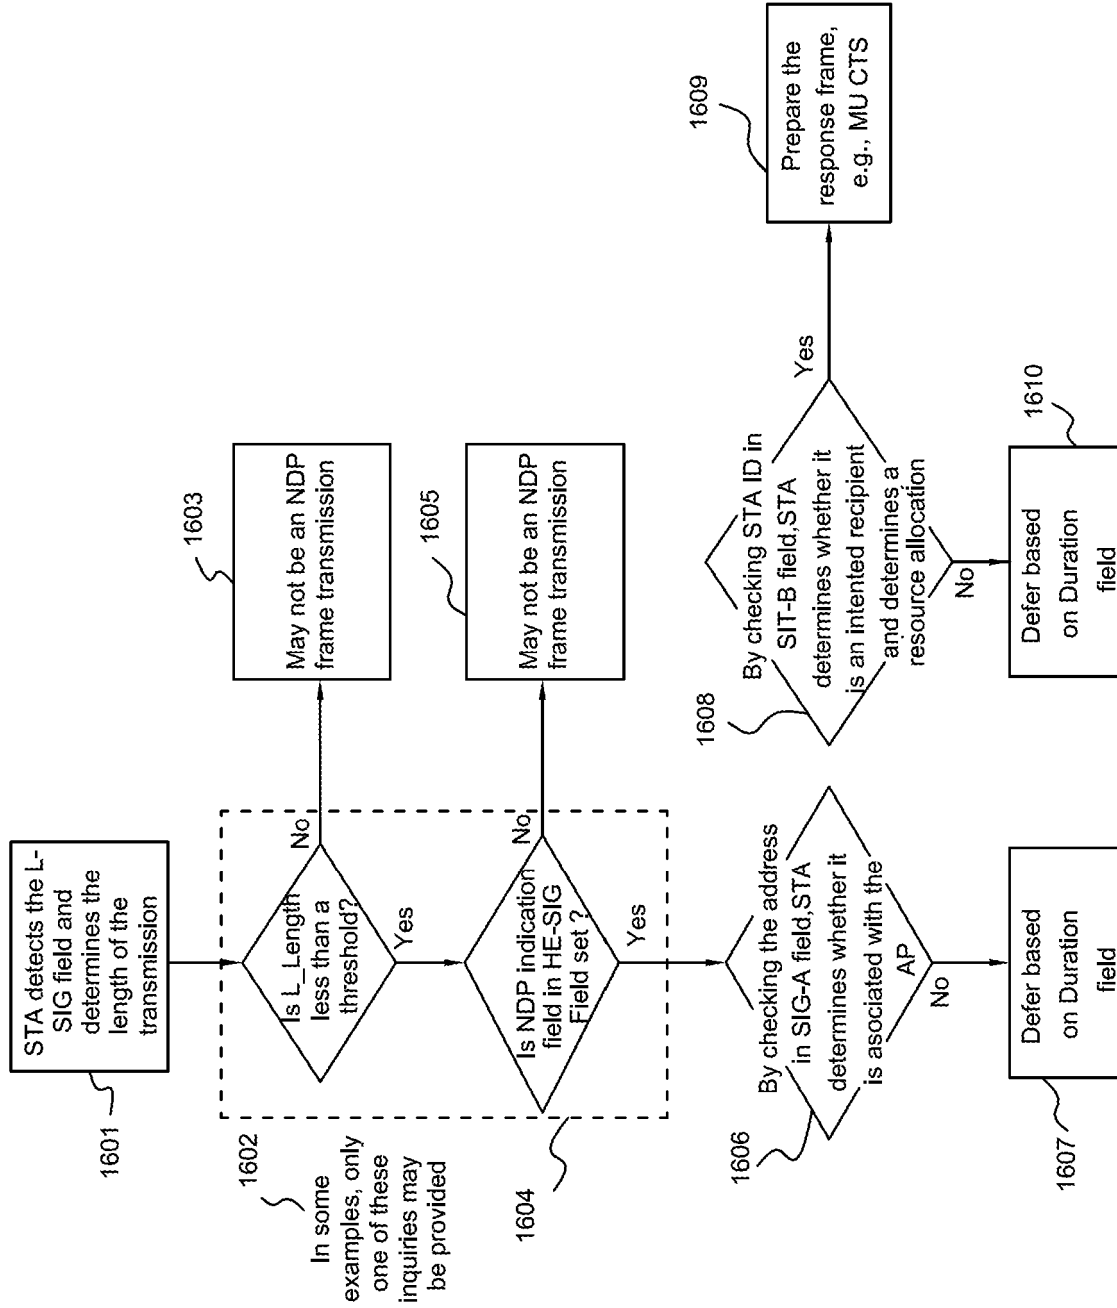 STA detects the L-
SIG field and
determines the
length of the
transmission
1601
1602
In some
examples, only
one of these
inquiries may
be provided
Is L_Length
less than a
threshold?
No
Yes
May not be an NDP
frame transmission
1603
1604
Is NDP indication
field in HE-SIG
Field set ?
No
Yes
May not be an NDP
frame transmission
1605
1606
By checking the address
in SIG-A field,STA
determines whether it
is asociated with the
AP
No
Defer based
on Duration
field
1607
1608
By checking STA ID in
SIT-B field,STA
determines whether it
is an intented recipient
and determines a
resource allocation
Yes
No
Prepare the
response frame,
e.g., MU CTS
1609
Defer based
on Duration
field
1610